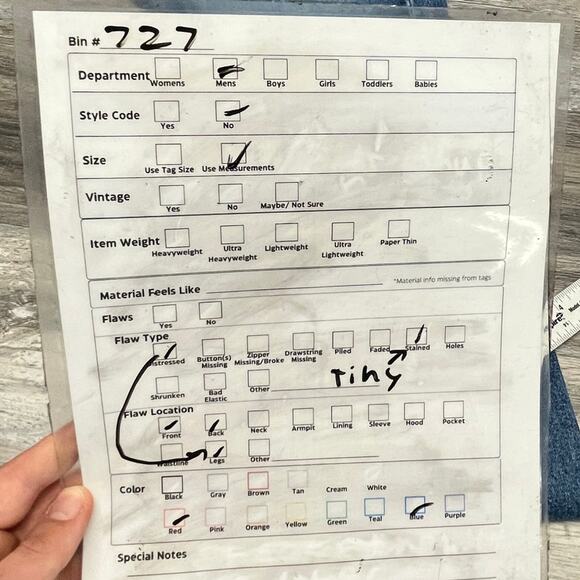 Bin # 727
Department Womens Mens Boys Girls Toddlers Babies
Style Code Yes No
Size Use Tag Size Use Measurements
Vintage Yes No Maybe/ Not Sure
Item Weight Heavyweight Ultra Heavyweight Lightweight Ultra Lightweight Paper Thin
Material Feels Like *Material info missing from tags
Flaws Yes No
Flaw Type Distressed Button(s) Missing Zipper Missing/Broke Drawstring Missing Piled Faded Stained Holes
Shrunken Bad Elastic Other Tiny
Flaw Location Front Back Neck Armpit Lining Sleeve Hood Pocket
Waistline Legs Other
Color Black Gray Brown Tan Cream White
Red Pink Orange Yellow Green Teal Blue Purple
Special Notes